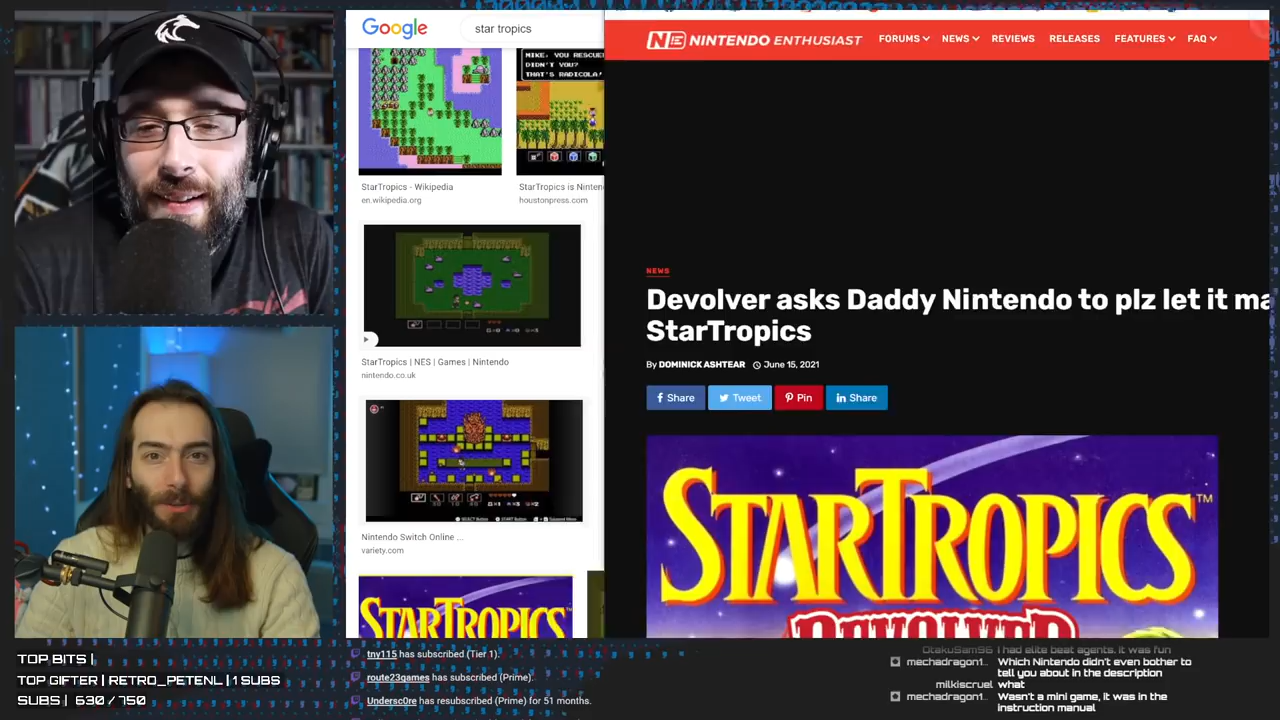 Google
star tropics
MIKE, YOU RESCUE
DIDN'T YOU?
THAT'S RADICOLA!
StarTropics - Wikipedia
en.wikipedia.org
StarTropics is Ninten
houstonpress.com
StarTropics | NES | Games | Nintendo
nintendo.co.uk
Nintendo Switch Online ...
variety.com
STARTROPICS
NE NINTENDO ENTHUSIAST
FORUMS NEWS REVIEWS RELEASES FEATURES FAQ
NEWS
Devolver asks Daddy Nintendo to plz let it ma
StarTropics
By DOMINICK ASHTEAR June 15, 2021
Share Tweet Pin Share
STARTROPICS™
DEVOLVER
TOP BITS |
TOP GIFTER | RETRO_PETENL | 1 SUBS
SUBS | 630 / 750
tny115 has subscribed (Tier 1).
route23games has subscribed (Prime).
Undersc0re has resubscribed (Prime) for 51 months.
OtakuSam96 I had elite beat agents. it was fun
mechadragon1... Which Nintendo didn't even bother to
tell you about in the description
milkiscruel what
mechadragon1... Wasn't a mini game, it was in the
instruction manual